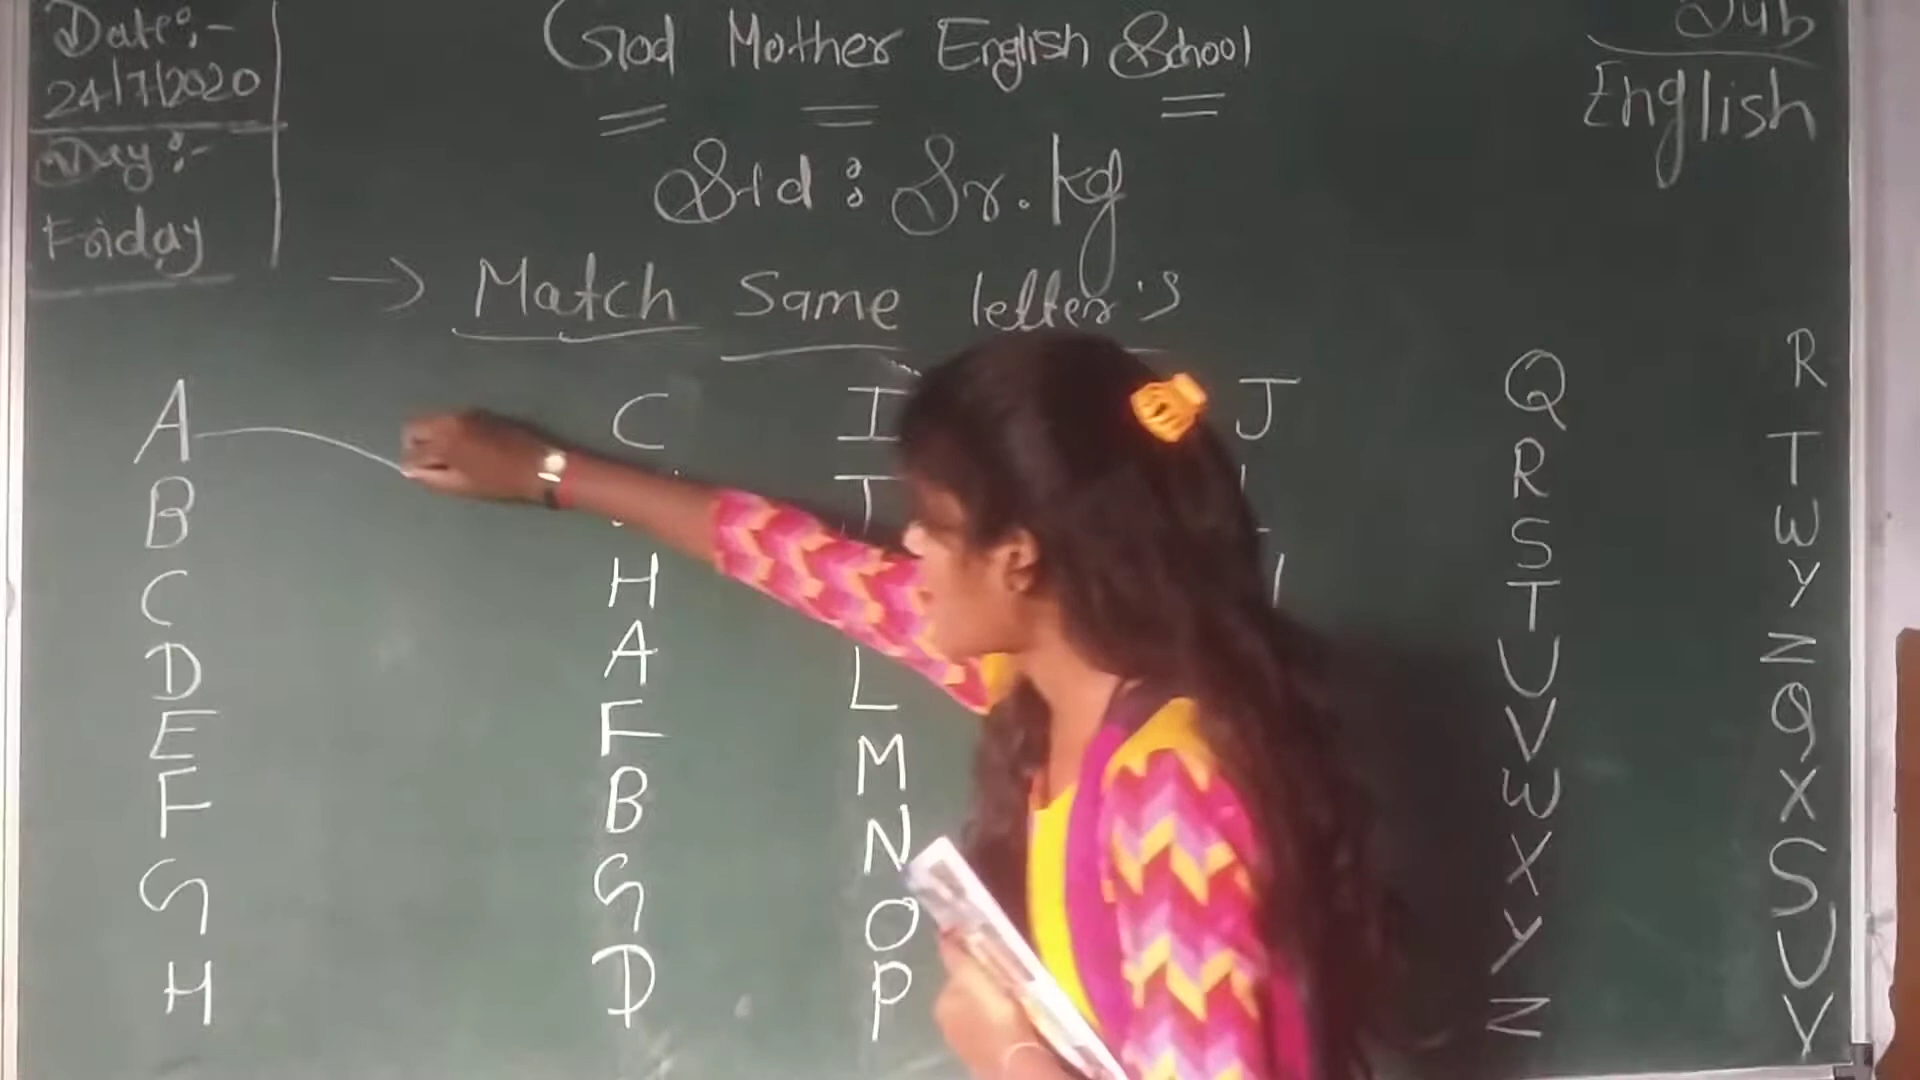 Date:-
24/7/2020
Day:-
Friday
God Mother English School
Std : Sr. kg
→ Match Same letter's
Sub
English
A C I J Q R
B T R T
C H S W
D A L T Y
E F M U Z
F B N V Q
G G O W X
H D P X S
Y U
Z V